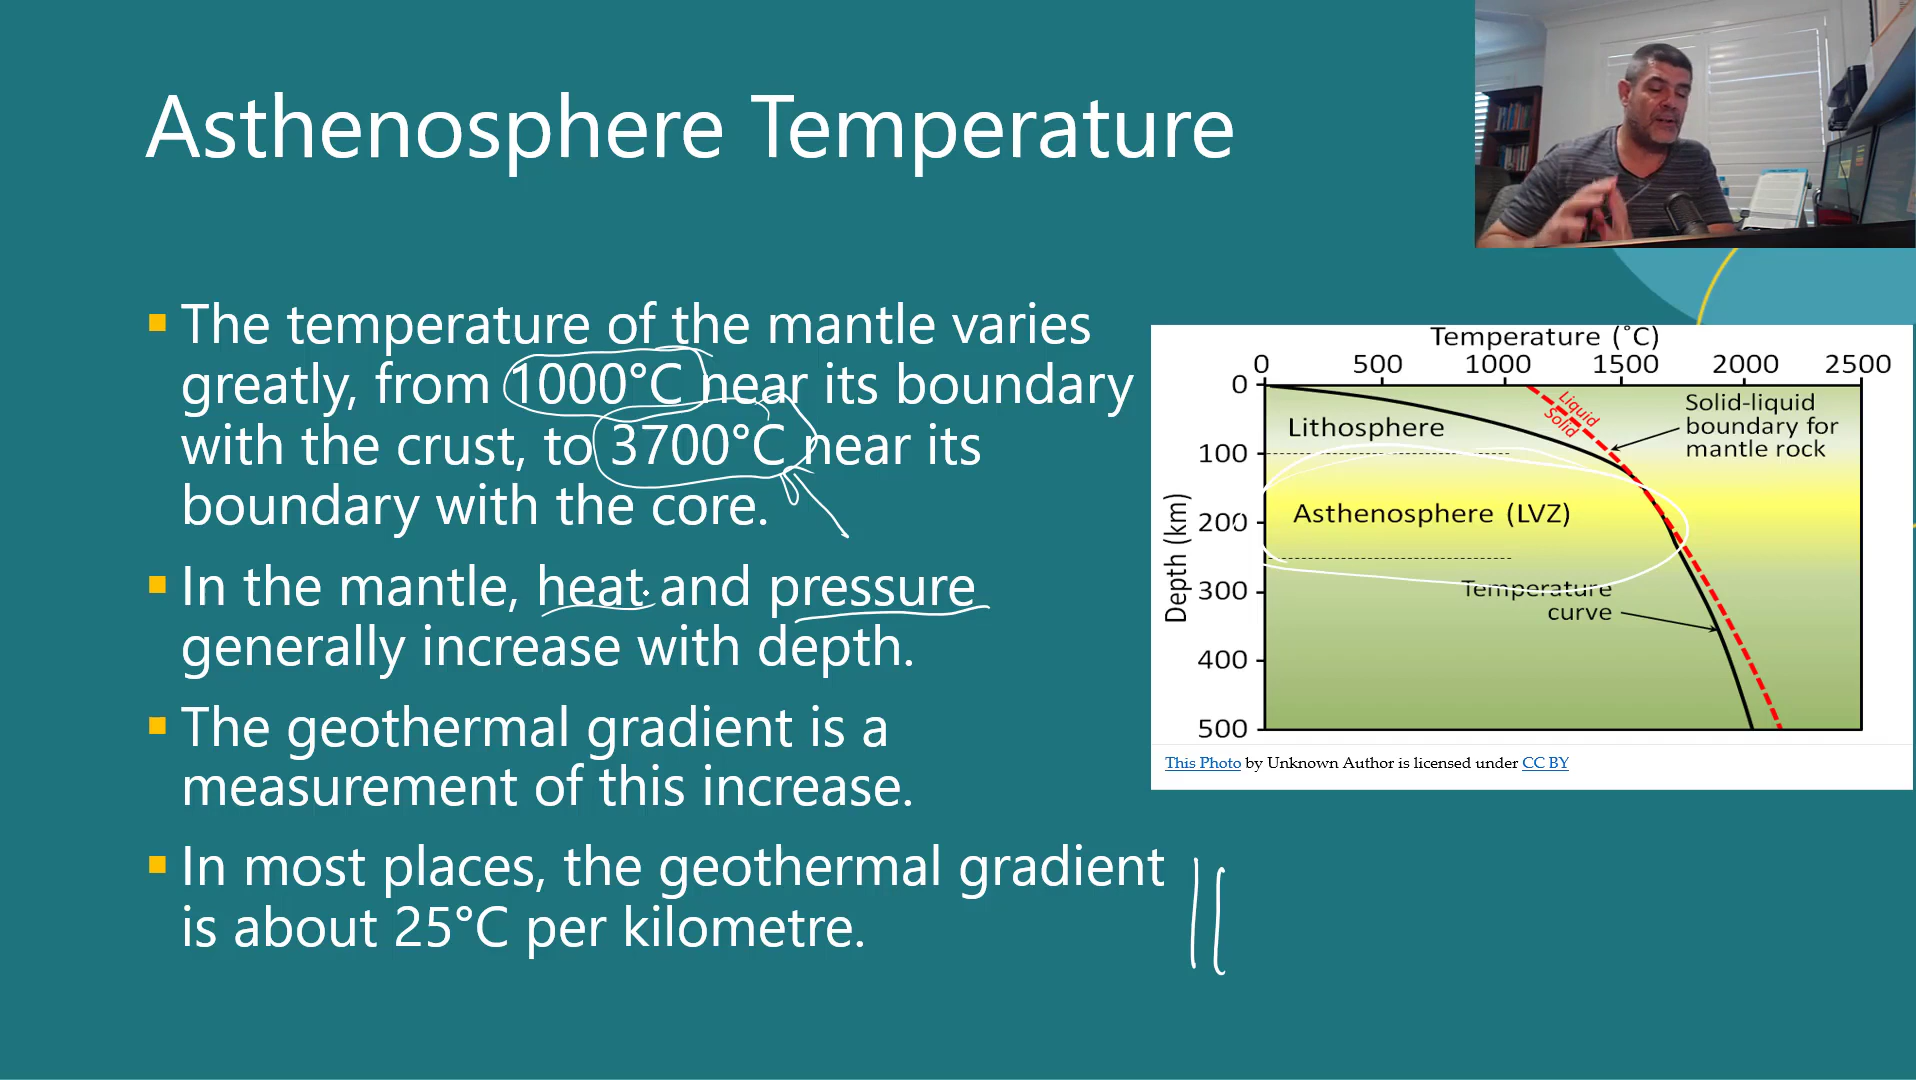 Asthenosphere Temperature
The temperature of the mantle varies
greatly, from 1000°C near its boundary
with the crust, to 3700°C near its
boundary with the core.
In the mantle, heat and pressure
generally increase with depth.
The geothermal gradient is a
measurement of this increase.
In most places, the geothermal gradient
is about 25°C per kilometre.
Temperature (˚C)
0 500 1000 1500 2000 2500
0
100
200
300
400
500
Depth (km)
Liquid
Solid
Solid-liquid
boundary for
mantle rock
Lithosphere
Asthenosphere (LVZ)
Temperature
curve
This Photo by Unknown Author is licensed under CC BY